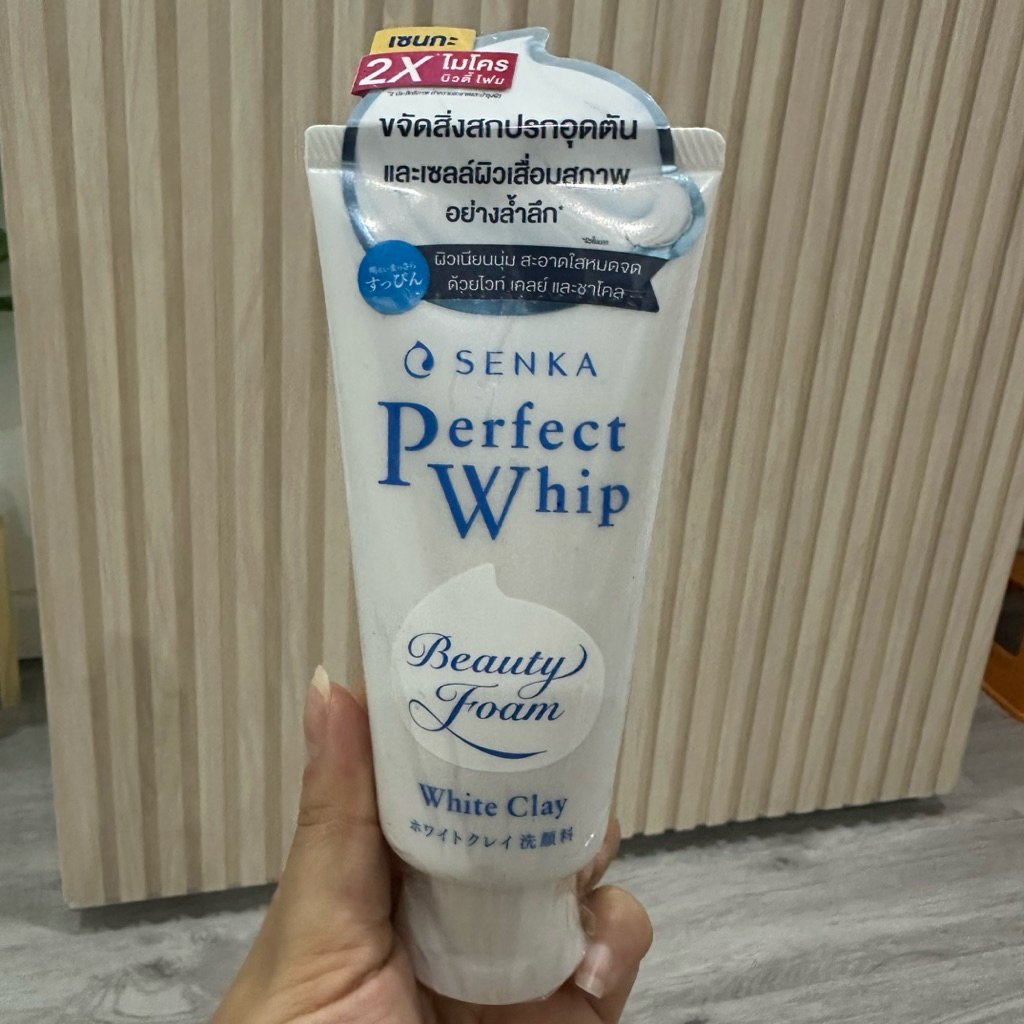 เซนกะ
2X ไมโคร
บิวตี้ โฟม
ขจัดสิ่งสกปรกอุดตัน
และเซลล์ผิวเสื่อมสภาพ
อย่างล้ำลึก*
ผิวเนียนนุ่ม สะอาดใสหมดจด
ด้วยไวท์ เคลย์ และชาโคล
すっぴん
SENKA
Perfect
Whip
Beauty
Foam
White Clay
ホワイトクレイ洗顔料